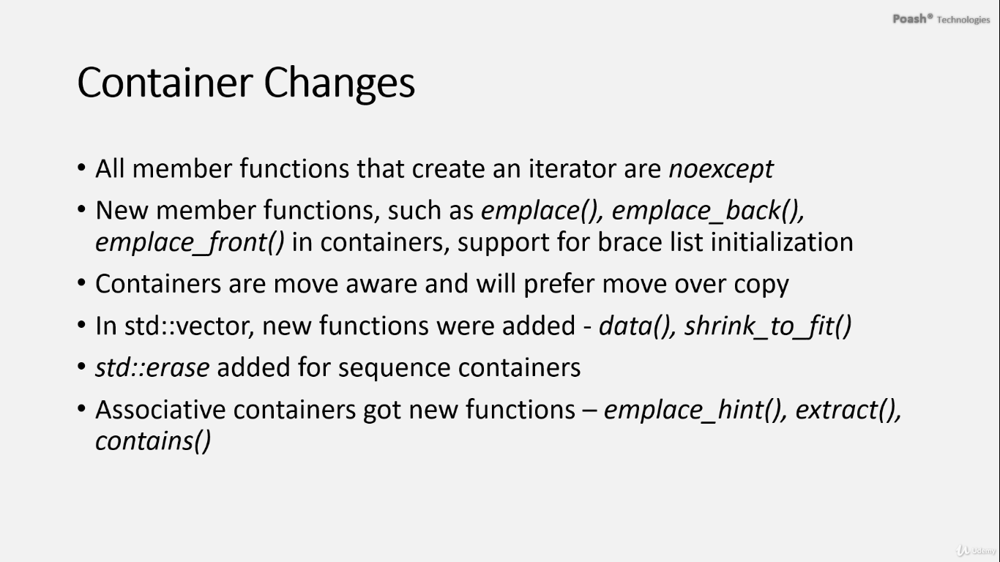 Poash® Technologies
Container Changes
• All member functions that create an iterator are noexcept
• New member functions, such as emplace(), emplace_back(),
emplace_front() in containers, support for brace list initialization
• Containers are move aware and will prefer move over copy
• In std::vector, new functions were added - data(), shrink_to_fit()
• std::erase added for sequence containers
• Associative containers got new functions – emplace_hint(), extract(),
contains()
Udemy